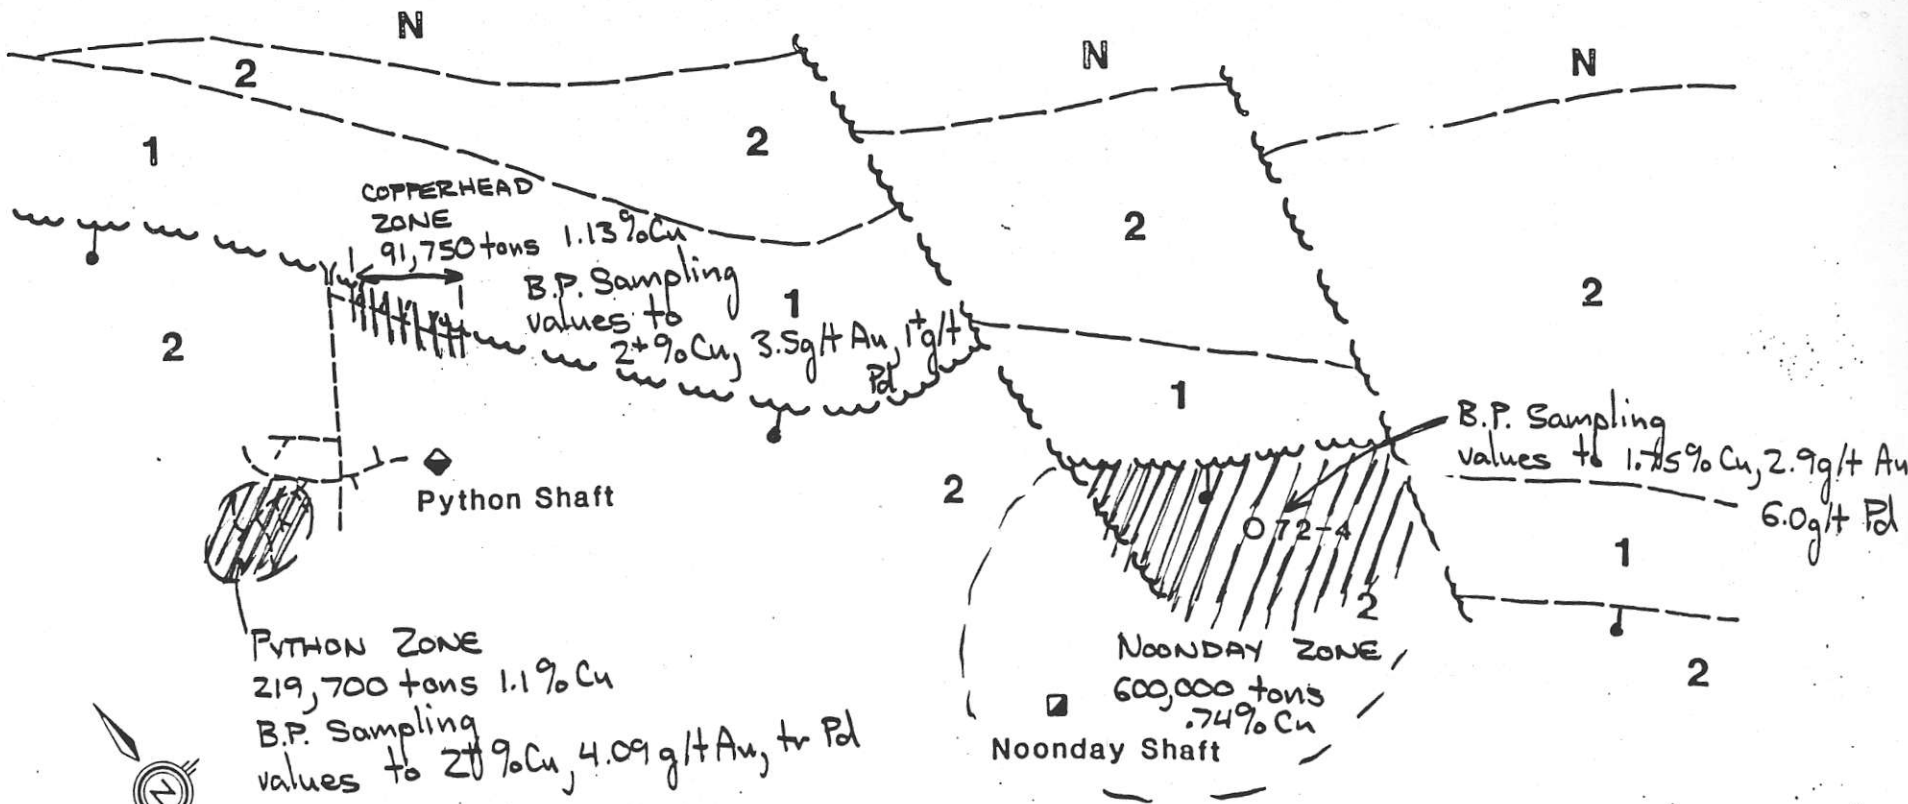 N
N
N
2
2
1
COPPERHEAD
ZONE
91,750 tons 1.13% Cu
2
B.P. Sampling
values to
2+% Cu, 3.5g/t Au, 1+g/t
Pd
1
2
2
1
B.P. Sampling
values to 1.75% Cu, 2.9g/t Au
6.0g/t Pd
Python Shaft
2
72-4
1
2
PYTHON ZONE
219,700 tons 1.1% Cu
B.P. Sampling
values to % Cu, 4.09 g/t Au, tr Pd
NOONDAY ZONE
600,000 tons
.74% Cu
Noonday Shaft
2
N